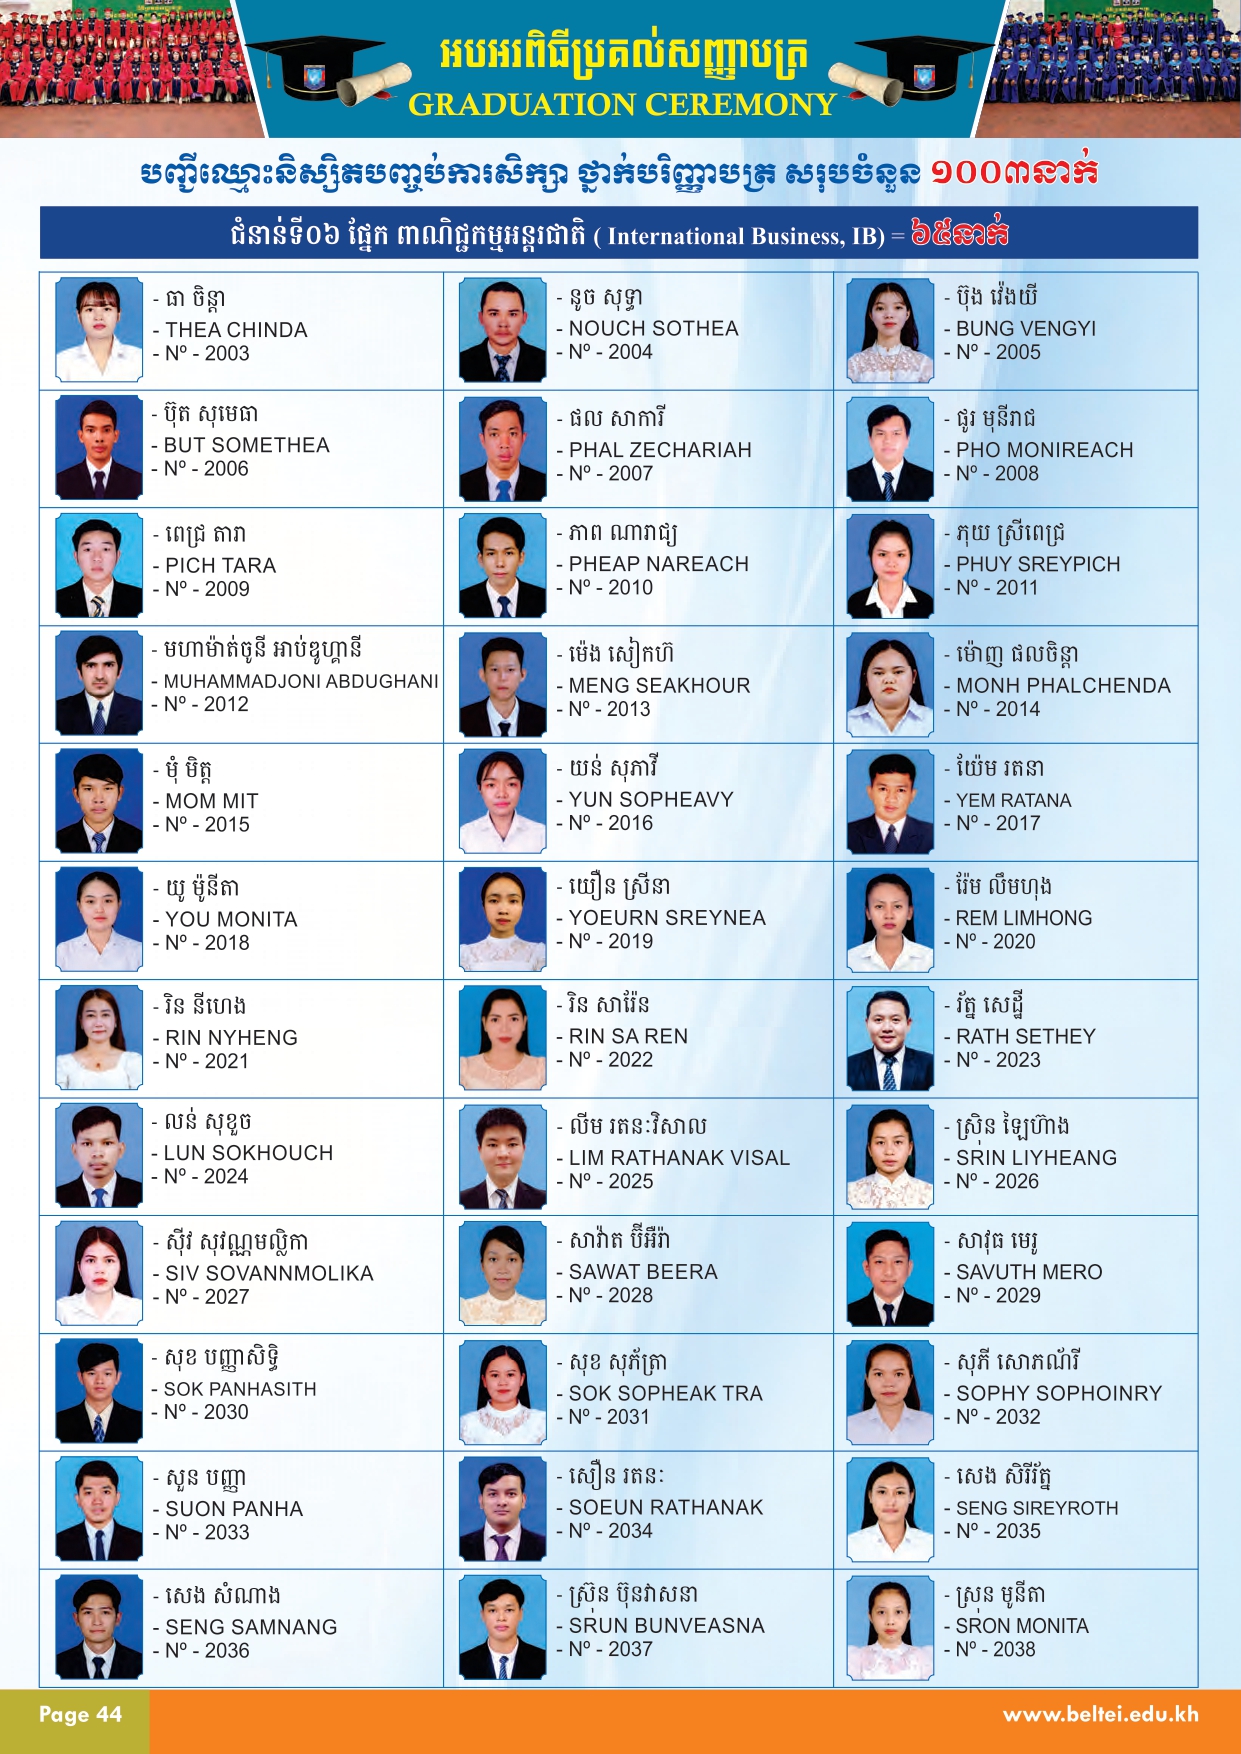 អបអរពិធីប្រគល់សញ្ញាបត្រ
GRADUATION CEREMONY
បញ្ជីឈ្មោះនិស្សិតបញ្ចប់ការសិក្សា ថ្នាក់បរិញ្ញាបត្រ សរុបចំនួន ១០០៣នាក់
ជំនាន់ទី០៦ ផ្នែក ពាណិជ្ជកម្មអន្តរជាតិ ( International Business, IB) = ៦៥នាក់
- ធា ចិន្តា
- THEA CHINDA
- Nº - 2003
- នូច សុទ្ធា
- NOUCH SOTHEA
- Nº - 2004
- ប៊ុង វ៉េងយី
- BUNG VENGYI
- Nº - 2005
- ប៊ុត សុមេធា
- BUT SOMETHEA
- Nº - 2006
- ផល សាការី
- PHAL ZECHARIAH
- Nº - 2007
- ផូរ មុនីរាជ
- PHO MONIREACH
- Nº - 2008
- ពេជ្រ តារា
- PICH TARA
- Nº - 2009
- ភាព ណារាជ្យ
- PHEAP NAREACH
- Nº - 2010
- ភុយ ស្រីពេជ្រ
- PHUY SREYPICH
- Nº - 2011
- មហាម៉ាត់ចូនី អាប់ឌូហ្គានី
- MUHAMMADJONI ABDUGHANI
- Nº - 2012
- ម៉េង សៀកហ៊
- MENG SEAKHOUR
- Nº - 2013
- ម៉ោញ ផលចិន្តា
- MONH PHALCHENDA
- Nº - 2014
- មុំ មិត្ត
- MOM MIT
- Nº - 2015
- យន់ សុភាវី
- YUN SOPHEAVY
- Nº - 2016
- យ៉ែម រតនា
- YEM RATANA
- Nº - 2017
- យូ ម៉ូនីតា
- YOU MONITA
- Nº - 2018
- យឿន ស្រីនា
- YOEURN SREYNEA
- Nº - 2019
- រ៉ែម លឹមហុង
- REM LIMHONG
- Nº - 2020
- រិន នីហេង
- RIN NYHENG
- Nº - 2021
- រិន សារ៉ែន
- RIN SA REN
- Nº - 2022
- រ័ត្ន សេដ្ឋី
- RATH SETHEY
- Nº - 2023
- លន់ សុខួច
- LUN SOKHOUCH
- Nº - 2024
- លីម រតនៈវិសាល
- LIM RATHANAK VISAL
- Nº - 2025
- ស្រ៊ិន ឡៃហ៊ាង
- SRIN LIYHEANG
- Nº - 2026
- ស៊ីវ សុវណ្ណមល្លិកា
- SIV SOVANNMOLIKA
- Nº - 2027
- សាវ៉ាត ប៊ីអឺរ៉ា
- SAWAT BEERA
- Nº - 2028
- សាវុធ មេរូ
- SAVUTH MERO
- Nº - 2029
- សុខ បញ្ញាសិទ្ធិ
- SOK PANHASITH
- Nº - 2030
- សុខ សុភ័ត្រា
- SOK SOPHEAK TRA
- Nº - 2031
- សុភី សោភណ័រី
- SOPHY SOPHOINRY
- Nº - 2032
- សួន បញ្ញា
- SUON PANHA
- Nº - 2033
- សឿន រតនៈ
- SOEUN RATHANAK
- Nº - 2034
- សេង សិរីរ័ត្ន
- SENG SIREYROTH
- Nº - 2035
- សេង សំណាង
- SENG SAMNANG
- Nº - 2036
- ស្រ៊ុន ប៊ុនវាសនា
- SRUN BUNVEASNA
- Nº - 2037
- ស្រ៊ន មូនីតា
- SRON MONITA
- Nº - 2038
Page 44
www.beltei.edu.kh